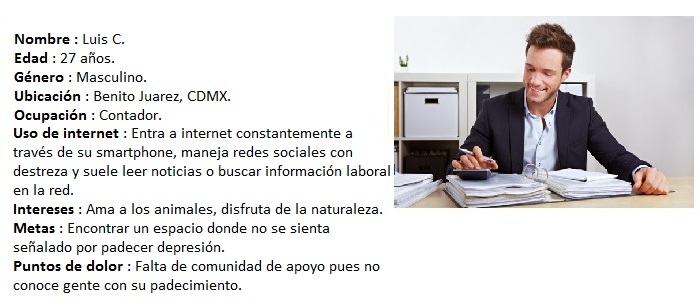 Nombre : Luis C.
Edad : 27 años.
Género : Masculino.
Ubicación : Benito Juarez, CDMX.
Ocupación : Contador.
Uso de internet : Entra a internet constantemente a
través de su smartphone, maneja redes sociales con
destreza y suele leer noticias o buscar información laboral
en la red.
Intereses : Ama a los animales, disfruta de la naturaleza.
Metas : Encontrar un espacio donde no se sienta
señalado por padecer depresión.
Puntos de dolor : Falta de comunidad de apoyo pues no
conoce gente con su padecimiento.